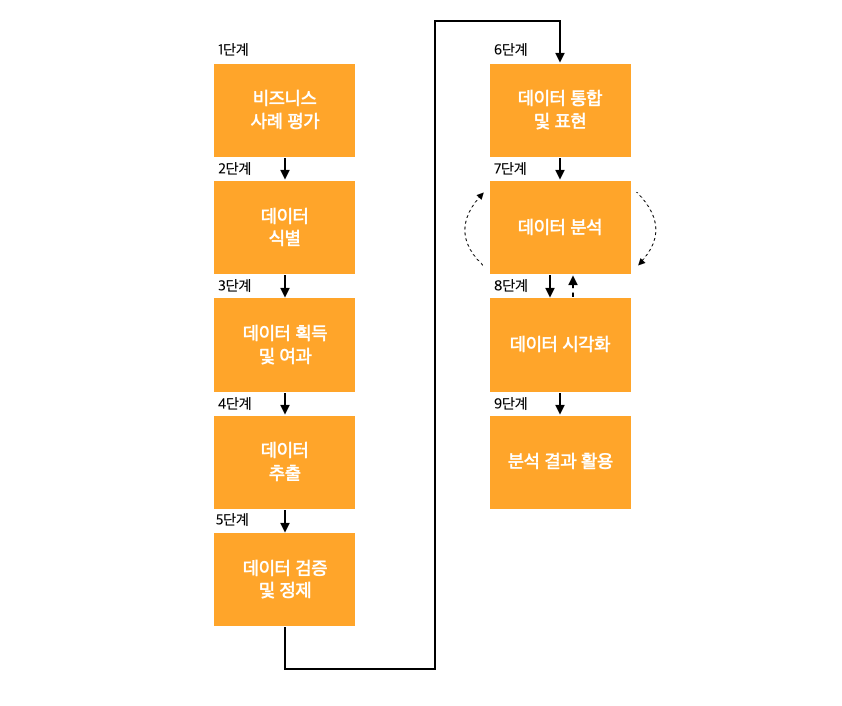 1단계
비즈니스
사례 평가
2단계
데이터
식별
3단계
데이터 획득
및 여과
4단계
데이터
추출
5단계
데이터 검증
및 정제
6단계
데이터 통합
및 표현
7단계
데이터 분석
8단계
데이터 시각화
9단계
분석 결과 활용